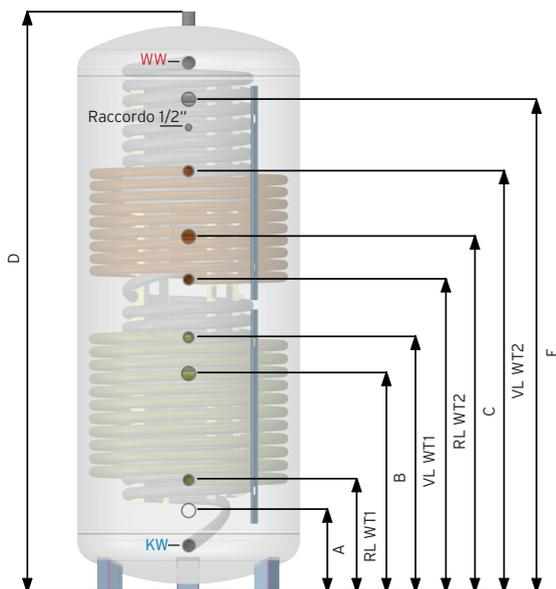 WW
Raccordo 1/2“
D
F
VL WT2
C
RL WT2
VL WT1
B
RL WT1
A
KW